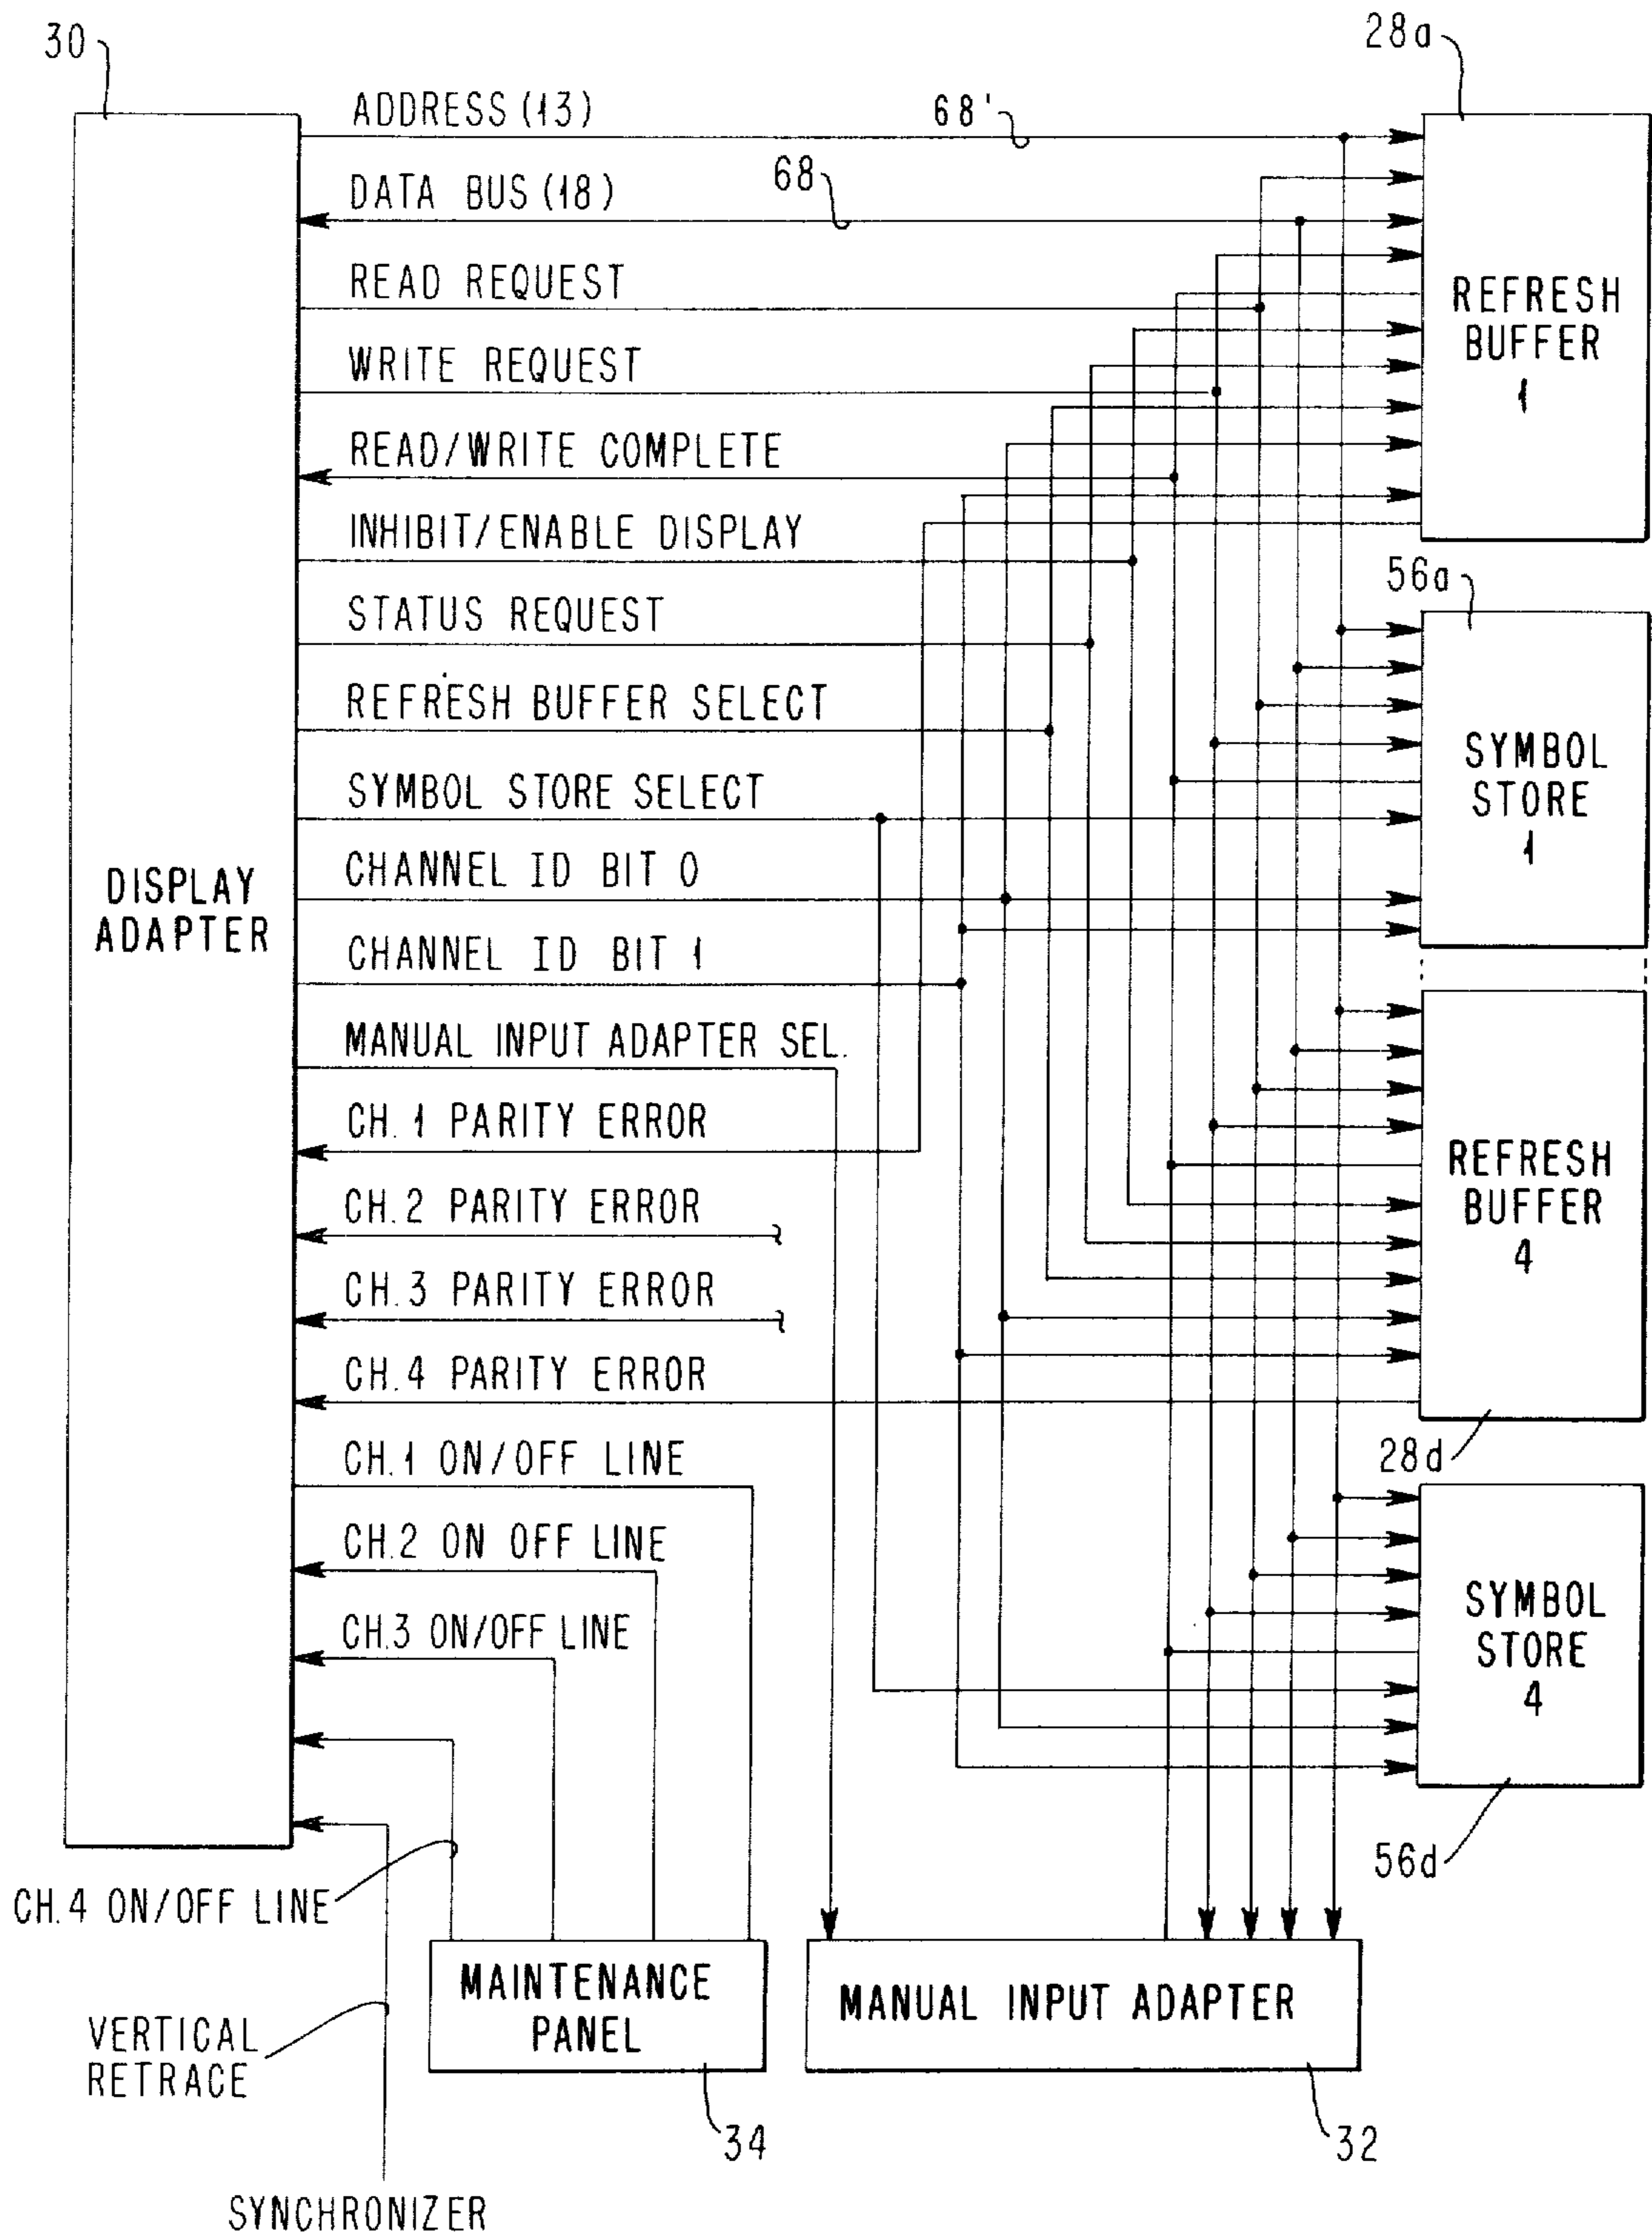 30
28a
ADDRESS (13)
68'
DATA BUS (18)
68
READ REQUEST
REFRESH
BUFFER
1
WRITE REQUEST
READ/WRITE COMPLETE
INHIBIT/ENABLE DISPLAY
56a
STATUS REQUEST
REFRESH BUFFER SELECT
SYMBOL
STORE
1
SYMBOL STORE SELECT
CHANNEL ID BIT 0
DISPLAY
ADAPTER
CHANNEL ID BIT 1
MANUAL INPUT ADAPTER SEL.
CH. 1 PARITY ERROR
REFRESH
BUFFER
4
CH. 2 PARITY ERROR
CH. 3 PARITY ERROR
CH. 4 PARITY ERROR
28d
CH. 1 ON/OFF LINE
CH. 2 ON OFF LINE
CH. 3 ON/OFF LINE
SYMBOL
STORE
4
56d
CH. 4 ON/OFF LINE
MAINTENANCE
PANEL
MANUAL INPUT ADAPTER
VERTICAL
RETRACE
34
32
SYNCHRONIZER